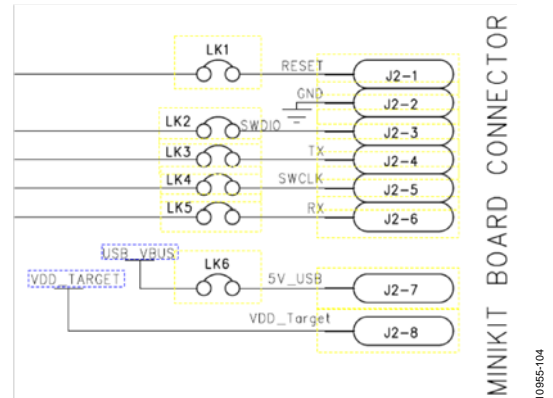 LK1
RESET
J2-1
GND
J2-2
LK2
SWDIO
J2-3
LK3
TX
J2-4
LK4
SWCLK
J2-5
LK5
RX
J2-6
USB_VBUS
LK6
VDD_TARGET
5V_USB
J2-7
VDD_Target
J2-8
MINIKIT BOARD CONNECTOR
10955-104